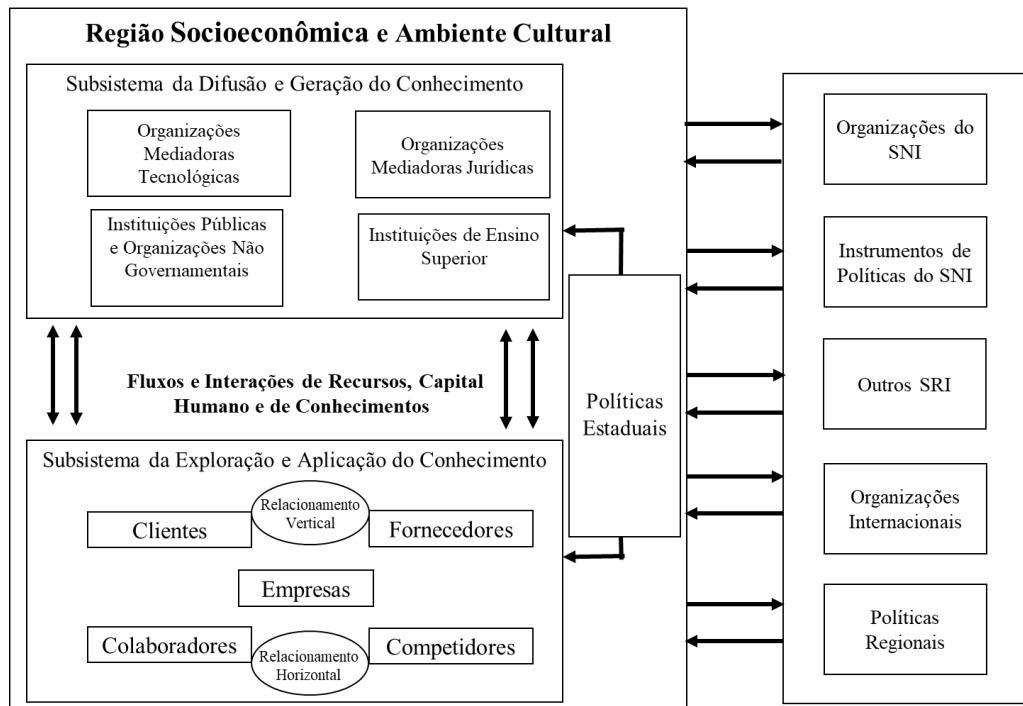 Região Socioeconômica e Ambiente Cultural
Subsistema da Difusão e Geração do Conhecimento
Organizações
Mediadoras
Tecnológicas
Organizações
Mediadoras Jurídicas
Instituições Públicas
e Organizações Não
Governamentais
Instituições de Ensino
Superior
Fluxos e Interações de Recursos, Capital
Humano e de Conhecimentos
Políticas
Estaduais
Subsistema da Exploração e Aplicação do Conhecimento
Clientes
Relacionamento
Vertical
Fornecedores
Empresas
Colaboradores
Relacionamento
Horizontal
Competidores
Organizações do
SNI
Instrumentos de
Políticas do SNI
Outros SRI
Organizações
Internacionais
Políticas
Regionais